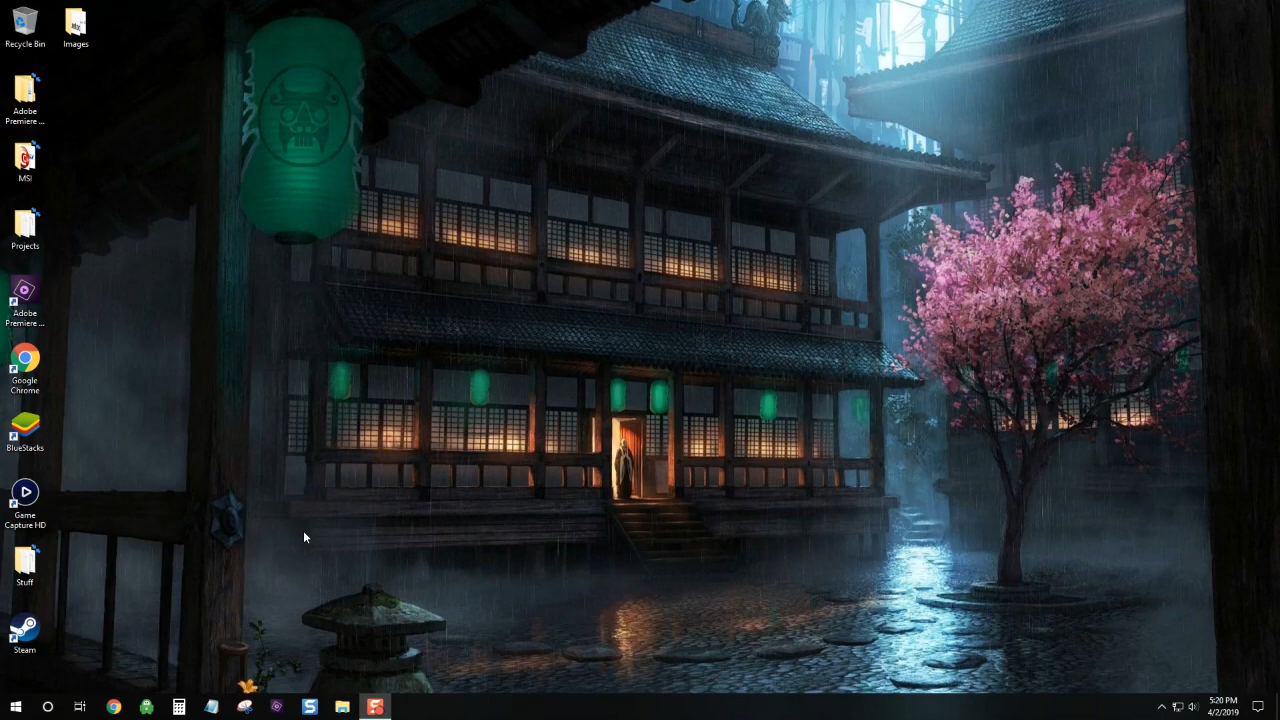 Recycle Bin
Images
Adobe
Premiere ...
MSI
Projects
Adobe
Premiere ...
Google
Chrome
BlueStacks
Game
Capture HD
Stuff
Steam
5:20 PM
4/2/2019